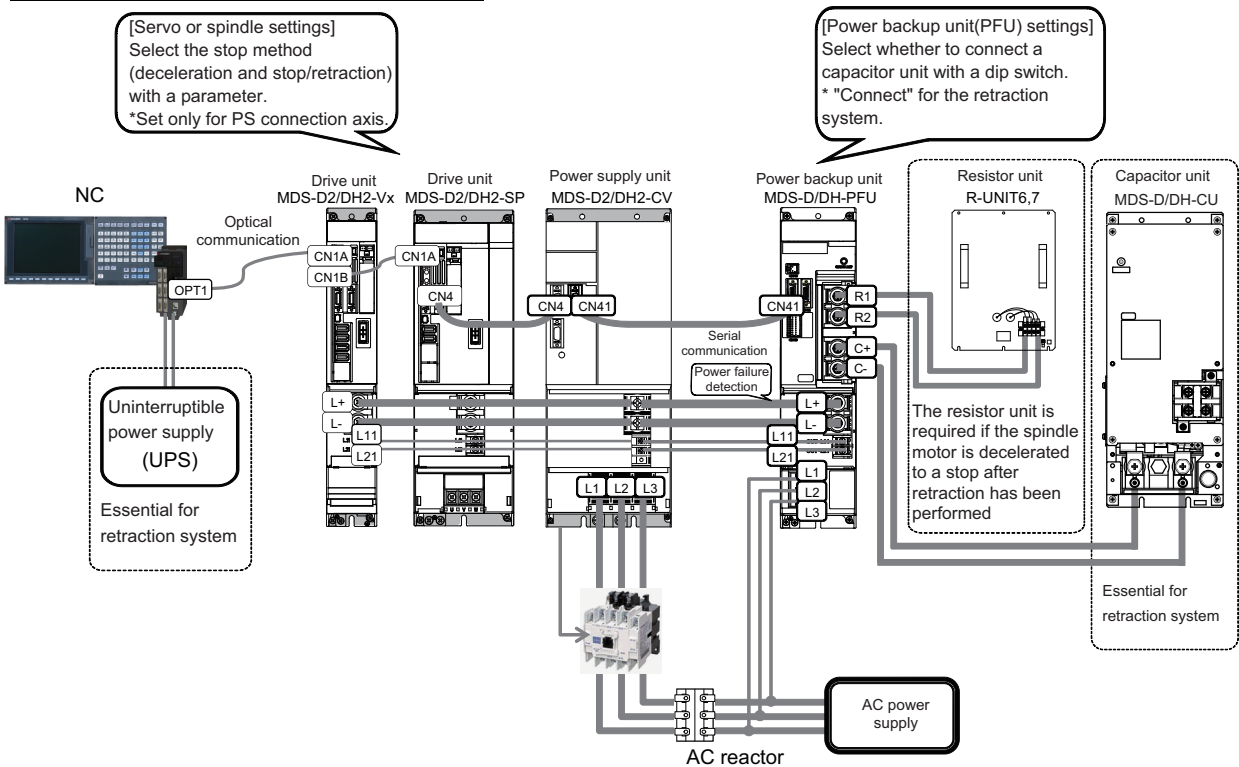 [Servo or spindle settings]
Select the stop method
(deceleration and stop/retraction)
with a parameter.
*Set only for PS connection axis.
[Power backup unit(PFU) settings]
Select whether to connect a
capacitor unit with a dip switch.
* "Connect" for the retraction
system.
NC
Optical
communication
OPT1
Uninterruptible
power supply
(UPS)
Essential for
retraction system
Drive unit
MDS-D2/DH2-Vx
CN1A
CN1B
L+
L-
L11
L21
Drive unit
MDS-D2/DH2-SP
CN1A
CN4
Power supply unit
MDS-D2/DH2-CV
CN4
CN41
L1
L2
L3
Serial
communication
Power failure
detection
Power backup unit
MDS-D/DH-PFU
CN41
R1
R2
C+
C-
L+
L-
L11
L21
L1
L2
L3
Resistor unit
R-UNIT6,7
The resistor unit is
required if the spindle
motor is decelerated
to a stop after
retraction has been
performed
Capacitor unit
MDS-D/DH-CU
Essential for
retraction system
AC reactor
AC power
supply